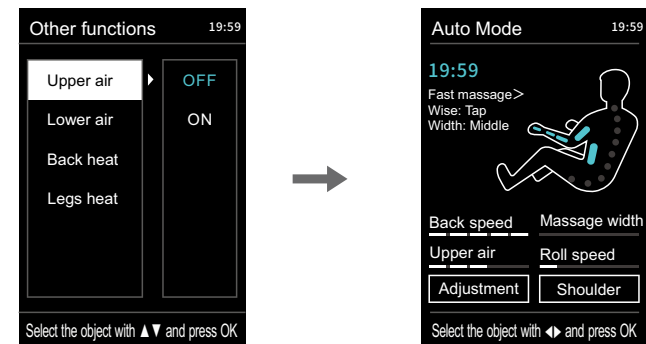 Other functions 19:59
Upper air OFF
Lower air ON
Back heat
Legs heat
Select the object with ▲▼ and press OK
Auto Mode 19:59
19:59
Fast massage>
Wise: Tap
Width: Middle
Back speed Massage width
Upper air Roll speed
Adjustment Shoulder
Select the object with ◀▶ and press OK